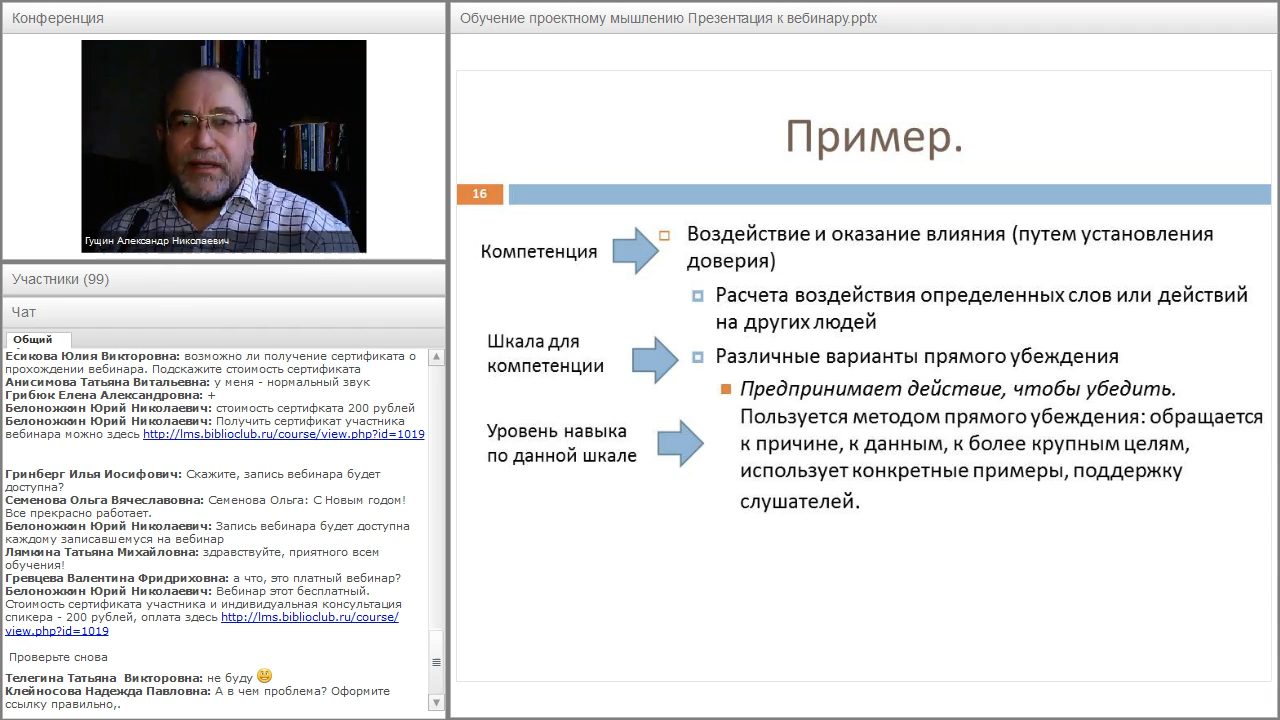 Конференция
Гущин Александр Николаевич
Участники (99)
Чат
Общий
Есикова Юлия Викторовна: возможно ли получение сертификата о
прохождении вебинара. Подскажите стоимость сертификата
Анисимова Татьяна Витальевна: у меня - нормальный звук
Грибюк Елена Александровна: +
Белоножкин Юрий Николаевич: стоимость сертифката 200 рублей
Белоножкин Юрий Николаевич: Получить сертификат участника
вебинара можно здесь http://lms.biblioclub.ru/course/view.php?id=1019
Гринберг Илья Иосифович: Скажите, запись вебинара будет
доступна?
Семенова Ольга Вячеславовна: Семенова Ольга: С Новым годом!
Все прекрасно работает.
Белоножкин Юрий Николаевич: Запись вебинара будет доступна
каждому записавшемуся на вебинар
Лямкина Татьяна Михайловна: здравствуйте, приятного всем
обучения!
Гревцева Валентина Фридриховна: а что, это платный вебинар?
Белоножкин Юрий Николаевич: Вебинар этот бесплатный.
Стоимость сертификата участника и индивидуальная консультация
спикера - 200 рублей, оплата здесь http://lms.biblioclub.ru/course/
view.php?id=1019
Проверьте снова
Телегина Татьяна Викторовна: не буду
Клейносова Надежда Павловна: А в чем проблема? Оформите
ссылку правильно,.
Обучение проектному мышлению Презентация к вебинару.pptx
Пример.
16
Компетенция
Воздействие и оказание влияния (путем установления
доверия)
Расчета воздействия определенных слов или действий
на других людей
Шкала для
компетенции
Различные варианты прямого убеждения
Предпринимает действие, чтобы убедить.
Пользуется методом прямого убеждения: обращается
к причине, к данным, к более крупным целям,
использует конкретные примеры, поддержку
слушателей.
Уровень навыка
по данной шкале